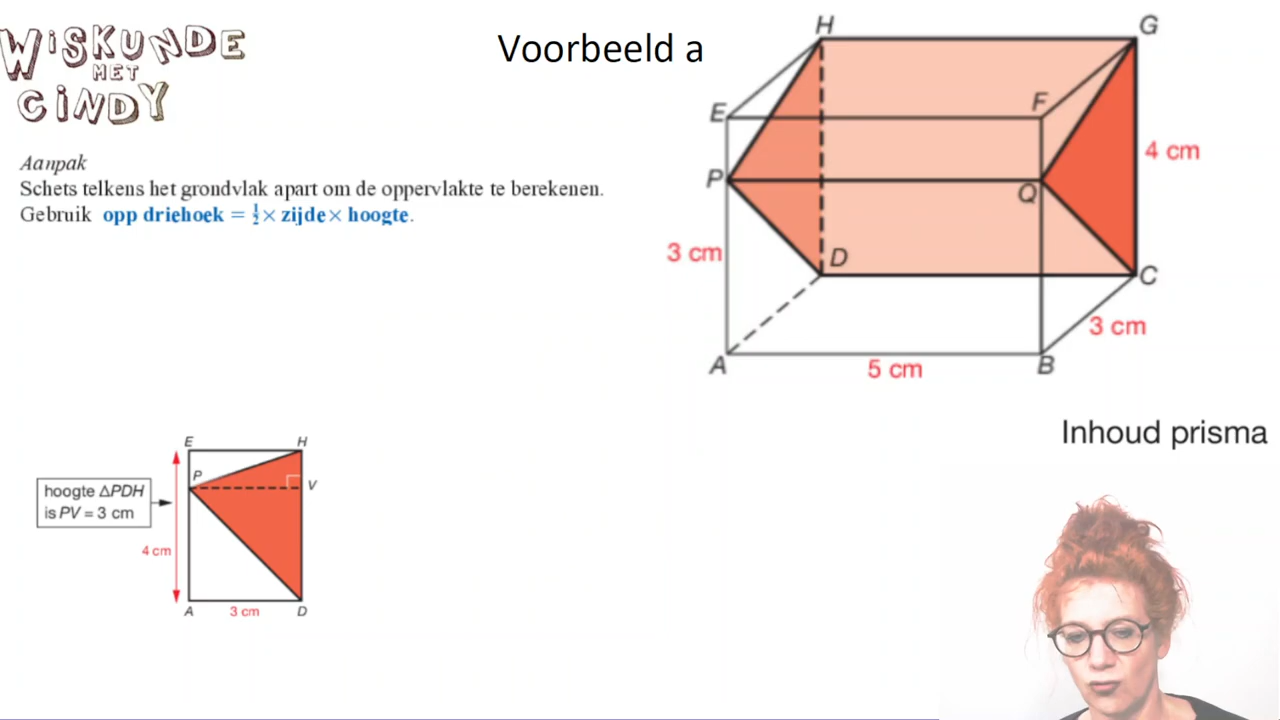 WiSKUNDE
MET
CiNDY
Voorbeeld a
Aanpak
Schets telkens het grondvlak apart om de oppervlakte te berekenen.
Gebruik opp driehoek = ½ × zijde × hoogte.
H
G
E
F
4 cm
P
Q
3 cm
D
C
3 cm
A
5 cm
B
Inhoud prisma
E
H
P
V
hoogte △PDH
is PV = 3 cm
4 cm
A
3 cm
D